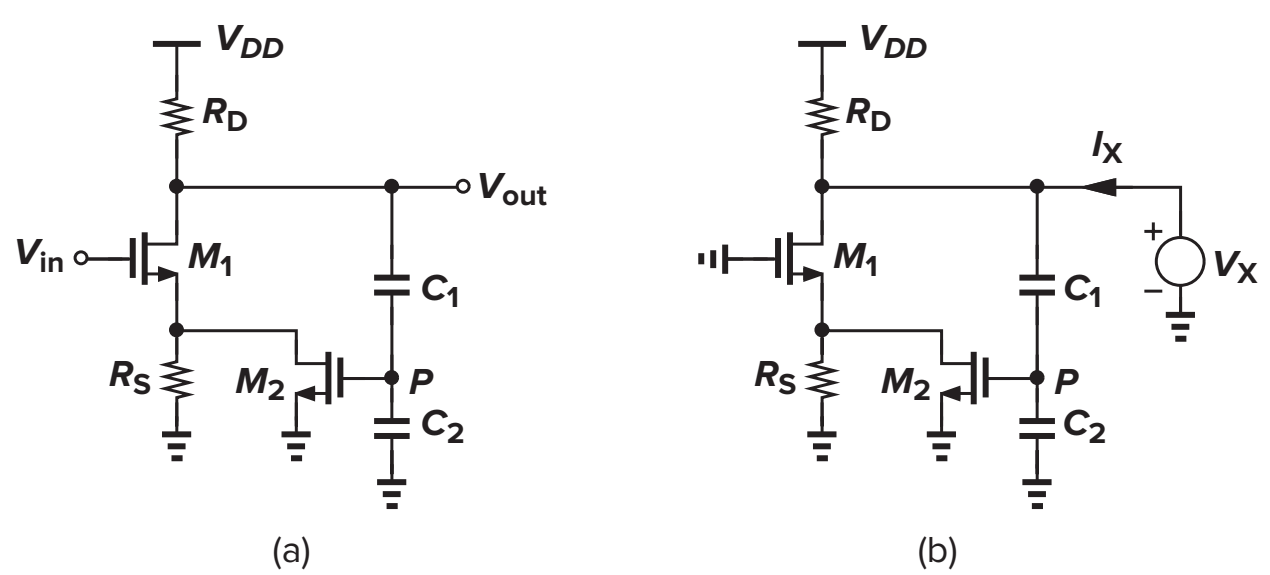 V_DD
R_D
V_out
V_in
M_1
C_1
R_S
M_2
P
C_2
(a)
V_DD
R_D
I_X
M_1
C_1
+
−
V_X
R_S
M_2
P
C_2
(b)